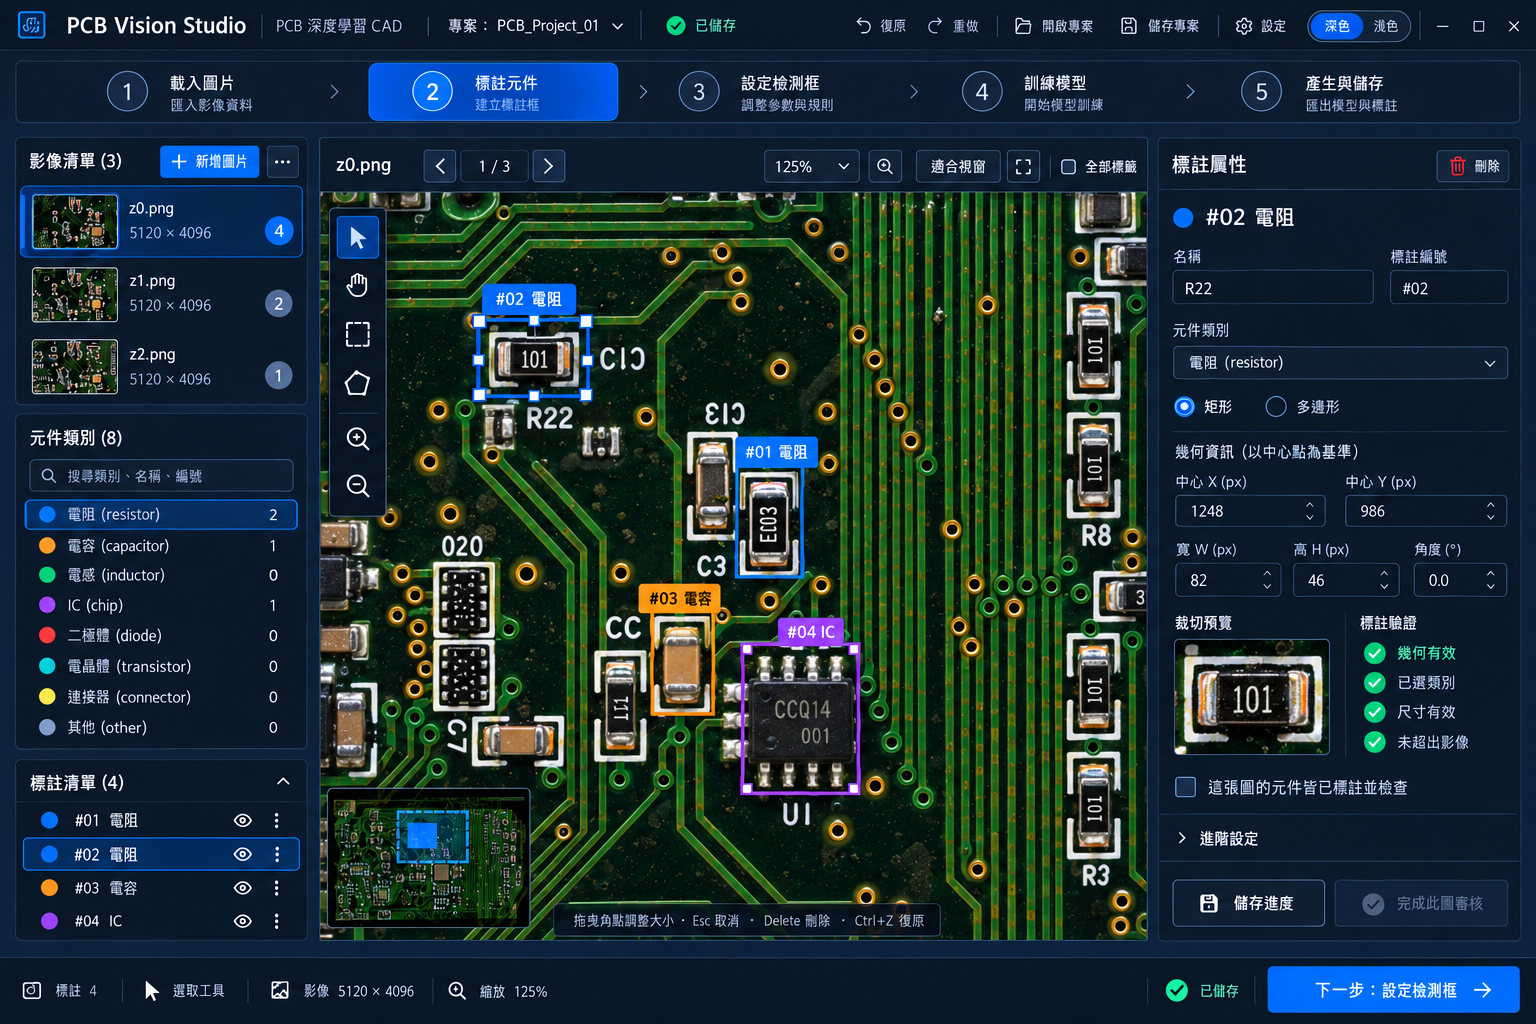 PCB Vision Studio
PCB 深度學習 CAD
專案： PCB_Project_01
已儲存
復原
重做
開啟專案
儲存專案
設定
深色
淺色
1
載入圖片
匯入影像資料
2
標註元件
建立標註框
3
設定檢測框
調整參數與規則
4
訓練模型
開始模型訓練
5
產生與儲存
匯出模型與標註
影像清單 (3)
新增圖片
z0.png
5120 × 4096
4
z1.png
5120 × 4096
2
z2.png
5120 × 4096
1
元件類別 (8)
搜尋類別、名稱、編號
電阻 (resistor) 2
電容 (capacitor) 1
電感 (inductor) 0
IC (chip) 1
二極體 (diode) 0
電晶體 (transistor) 0
連接器 (connector) 0
其他 (other) 0
標註清單 (4)
#01 電阻
#02 電阻
#03 電容
#04 IC
z0.png
1 / 3
125%
適合視窗
全部標籤
#02 電阻
101
R22
#01 電阻
E03
C3
020
#03 電容
CC
#04 IC
CCQ14
001
C7
U1
101
101
R8
3
101
101
R3
拖曳角點調整大小 · Esc 取消 · Delete 刪除 · Ctrl+Z 復原
標註屬性
刪除
#02 電阻
名稱
R22
標註編號
#02
元件類別
電阻 (resistor)
矩形
多邊形
幾何資訊（以中心點為基準）
中心 X (px)
1248
中心 Y (px)
986
寬 W (px)
82
高 H (px)
46
角度 (°)
0.0
裁切預覽
101
標註驗證
幾何有效
已選類別
尺寸有效
未超出影像
這張圖的元件皆已標註並檢查
進階設定
儲存進度
完成此圖審核
標註 4
選取工具
影像 5120 × 4096
縮放 125%
已儲存
下一步：設定檢測框